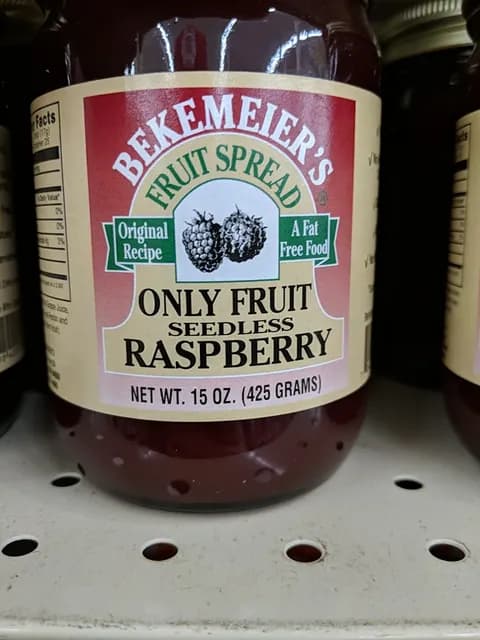 Facts
BEKEMEIER'S
FRUIT SPREAD
Original
Recipe
A Fat
Free Food
ONLY FRUIT
SEEDLESS
RASPBERRY
NET WT. 15 OZ. (425 GRAMS)